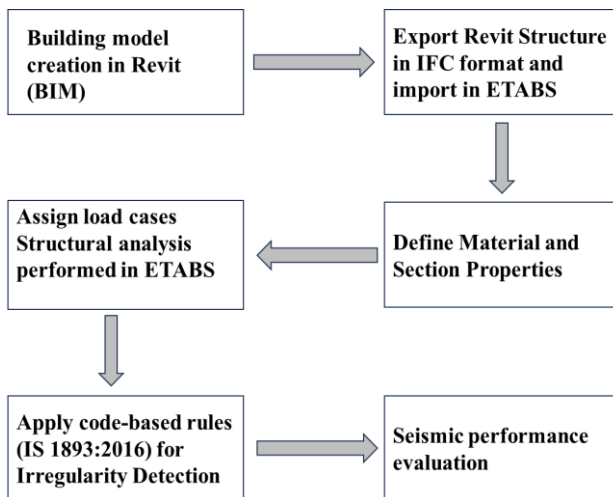 Building model
creation in Revit
(BIM)
Export Revit Structure
in IFC format and
import in ETABS
Define Material and
Section Properties
Assign load cases
Structural analysis
performed in ETABS
Apply code-based rules
(IS 1893:2016) for
Irregularity Detection
Seismic performance
evaluation